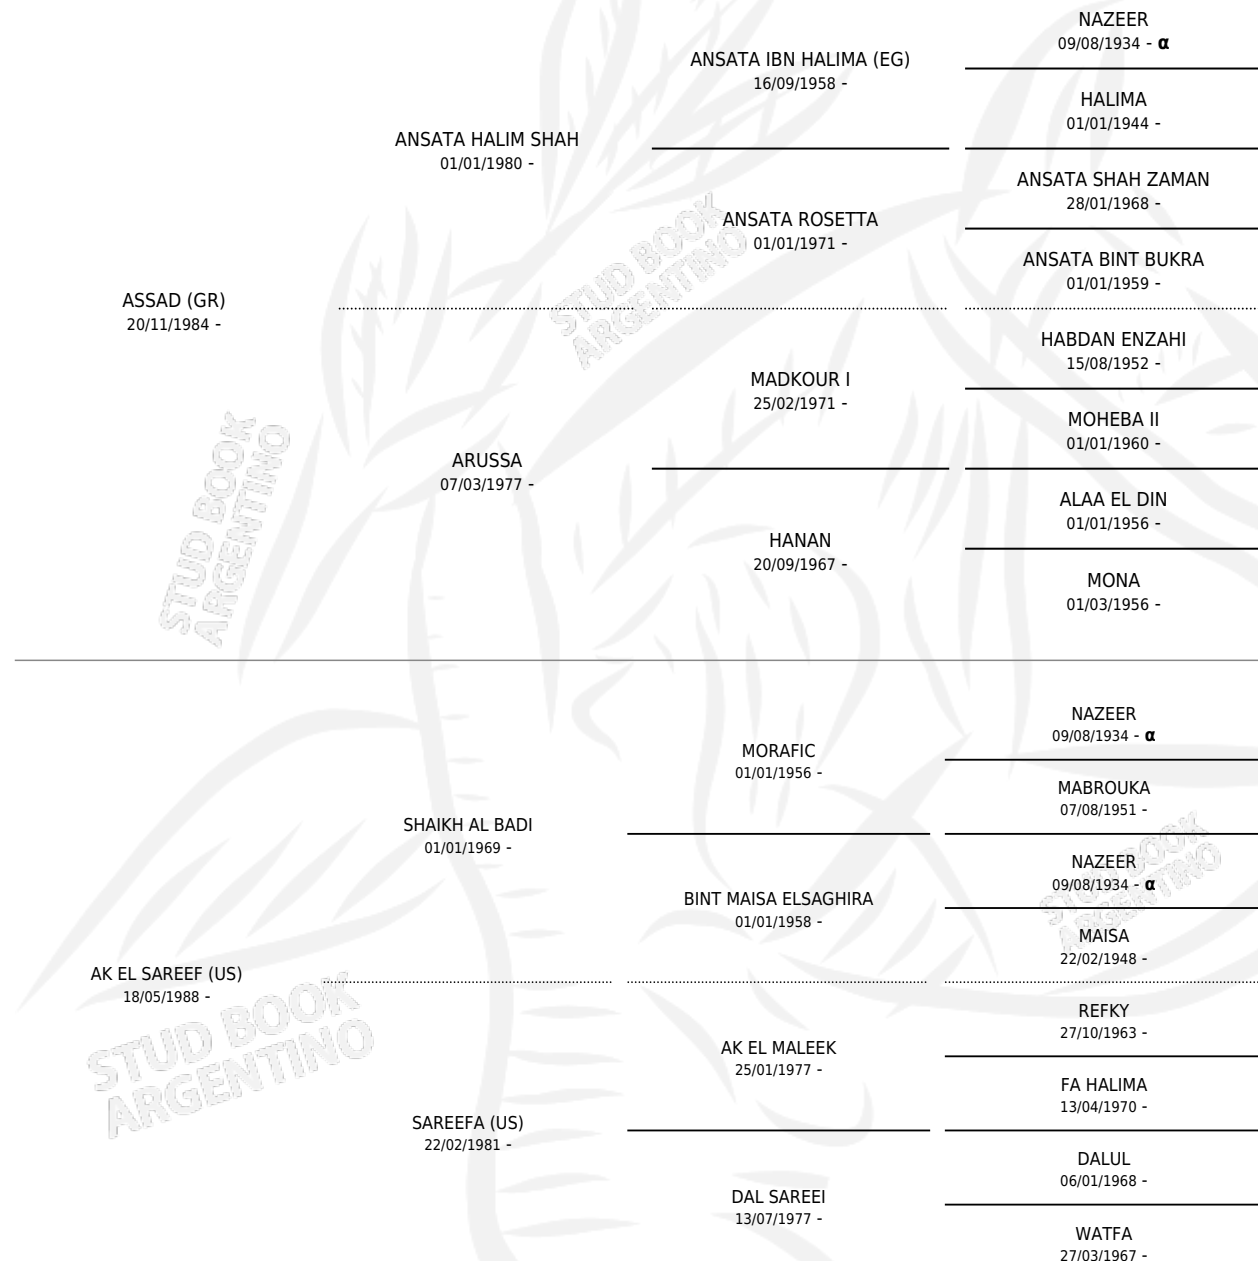 NAZEER
09/08/1934 - α
ANSATA IBN HALIMA (EG)
16/09/1958 -
HALIMA
01/01/1944 -
ANSATA HALIM SHAH
01/01/1980 -
ANSATA SHAH ZAMAN
28/01/1968 -
ANSATA ROSETTA
01/01/1971 -
ANSATA BINT BUKRA
01/01/1959 -
ASSAD (GR)
20/11/1984 -
HABDAN ENZAHI
15/08/1952 -
MADKOUR I
25/02/1971 -
MOHEBA II
01/01/1960 -
ARUSSA
07/03/1977 -
ALAA EL DIN
01/01/1956 -
HANAN
20/09/1967 -
MONA
01/03/1956 -
STUD BOOK
ARGENTINO
STUD BOOK
ARGENTINO
NAZEER
09/08/1934 - α
MORAFIC
01/01/1956 -
MABROUKA
07/08/1951 -
SHAIKH AL BADI
01/01/1969 -
NAZEER
09/08/1934 - α
BINT MAISA ELSAGHIRA
01/01/1958 -
MAISA
22/02/1948 -
AK EL SAREEF (US)
18/05/1988 -
REFKY
27/10/1963 -
AK EL MALEEK
25/01/1977 -
FA HALIMA
13/04/1970 -
SAREEFA (US)
22/02/1981 -
DALUL
06/01/1968 -
DAL SAREEI
13/07/1977 -
WATFA
27/03/1967 -
STUD BOOK
ARGENTINO
STUD BOOK
ARGENTINO